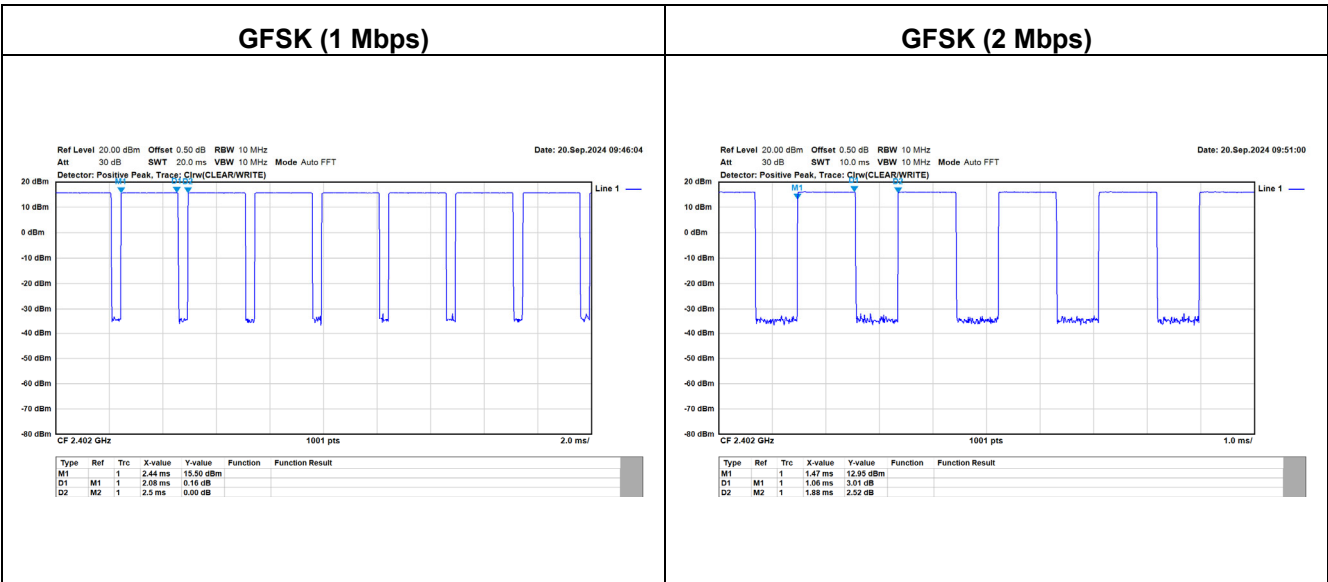 GFSK (1 Mbps)
GFSK (2 Mbps)
Ref Level 20.00 dBm Offset 0.50 dB RBW 10 MHz Date: 20.Sep.2024 09:46:04
Att 30 dB SWT 20.0 ms VBW 10 MHz Mode Auto FFT
Detector: Positive Peak, Trace: Clrw(CLEAR/WRITE)
20 dBm
M1
Line 1
10 dBm
0 dBm
-10 dBm
-20 dBm
-30 dBm
-40 dBm
-50 dBm
-60 dBm
-70 dBm
-80 dBm
CF 2.402 GHz 1001 pts 2.0 ms/
Type Ref Trc X-value Y-value Function Function Result
M1 1 2.44 ms 15.50 dBm
D1 M1 1 2.08 ms 0.16 dB
D2 M2 1 2.5 ms 0.00 dB
Ref Level 20.00 dBm Offset 0.50 dB RBW 10 MHz Date: 20.Sep.2024 09:51:00
Att 30 dB SWT 10.0 ms VBW 10 MHz Mode Auto FFT
Detector: Positive Peak, Trace: Clrw(CLEAR/WRITE)
20 dBm
M1
Line 1
10 dBm
0 dBm
-10 dBm
-20 dBm
-30 dBm
-40 dBm
-50 dBm
-60 dBm
-70 dBm
-80 dBm
CF 2.402 GHz 1001 pts 1.0 ms/
Type Ref Trc X-value Y-value Function Function Result
M1 1 1.47 ms 12.95 dBm
D1 M1 1 1.06 ms 3.01 dB
D2 M2 1 1.88 ms 2.52 dB